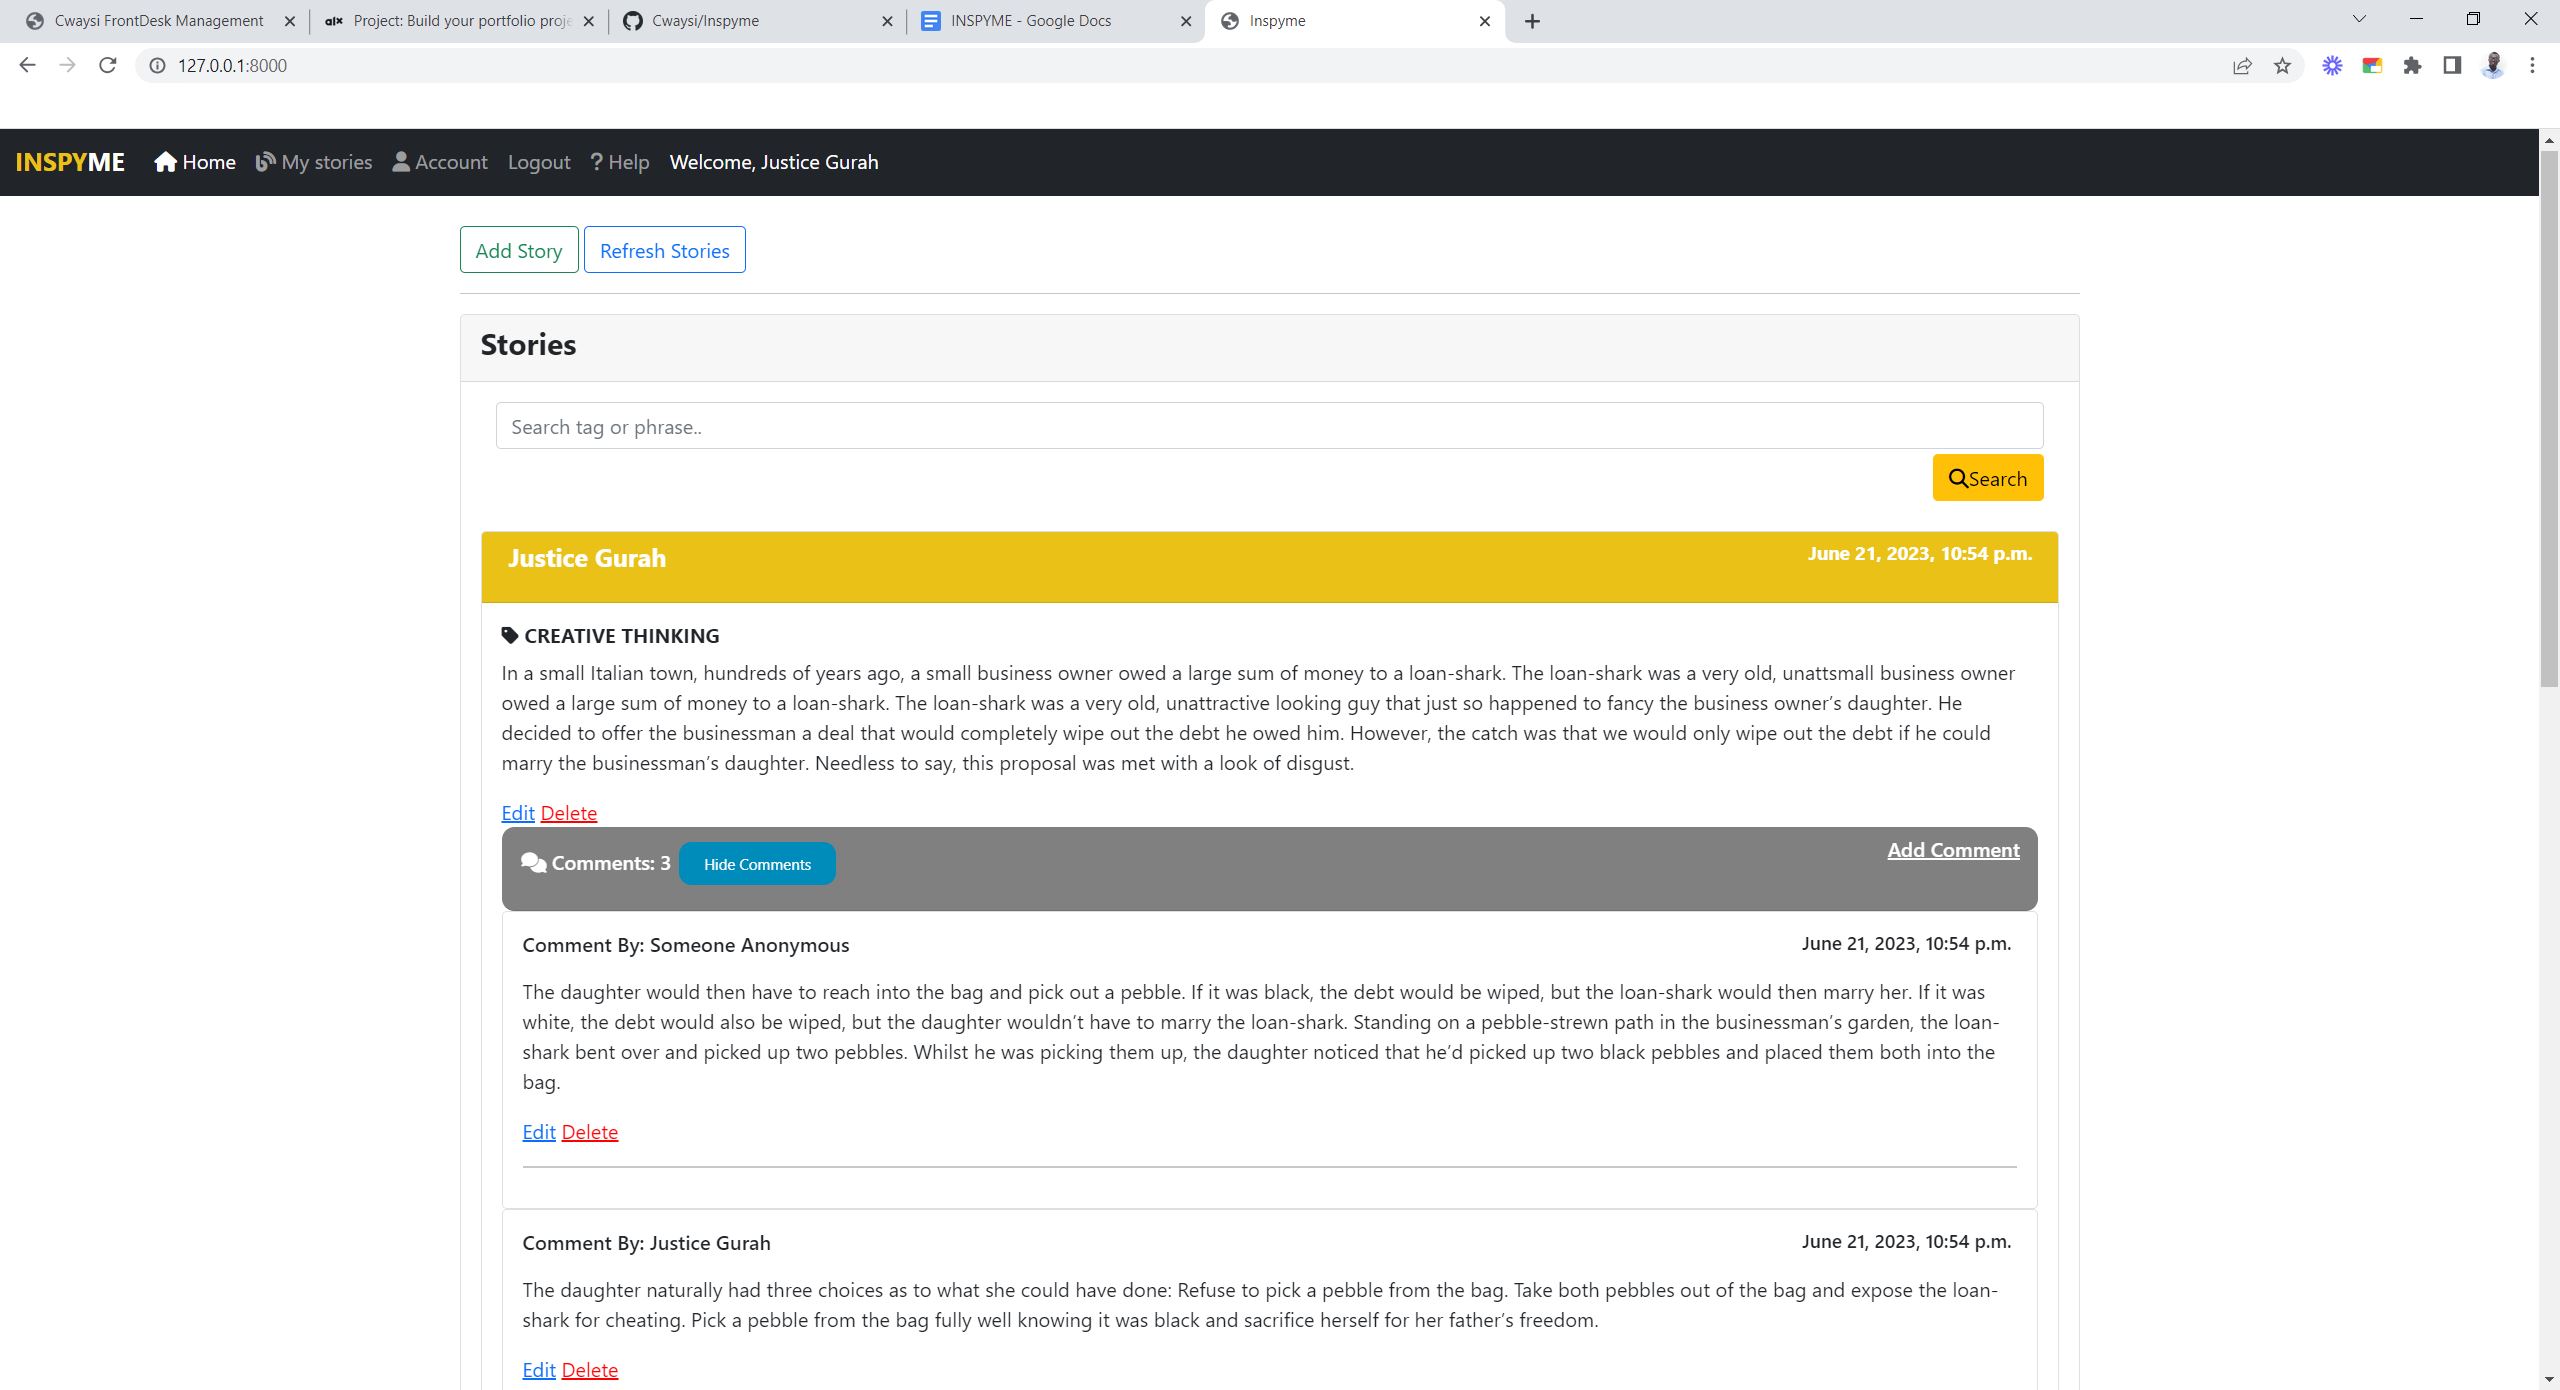 Cwaysi FrontDesk Management
alx Project: Build your portfolio proje
Cwaysi/Inspyme
INSPYME - Google Docs
Inspyme
127.0.0.1:8000
INSPYME Home My stories Account Logout ? Help Welcome, Justice Gurah
Add Story Refresh Stories
Stories
Search tag or phrase..
Search
Justice Gurah June 21, 2023, 10:54 p.m.
CREATIVE THINKING
In a small Italian town, hundreds of years ago, a small business owner owed a large sum of money to a loan-shark. The loan-shark was a very old, unattsmall business owner
owed a large sum of money to a loan-shark. The loan-shark was a very old, unattractive looking guy that just so happened to fancy the business owner’s daughter. He
decided to offer the businessman a deal that would completely wipe out the debt he owed him. However, the catch was that we would only wipe out the debt if he could
marry the businessman’s daughter. Needless to say, this proposal was met with a look of disgust.
Edit Delete
Comments: 3 Hide Comments Add Comment
Comment By: Someone Anonymous June 21, 2023, 10:54 p.m.
The daughter would then have to reach into the bag and pick out a pebble. If it was black, the debt would be wiped, but the loan-shark would then marry her. If it was
white, the debt would also be wiped, but the daughter wouldn’t have to marry the loan-shark. Standing on a pebble-strewn path in the businessman’s garden, the loan-
shark bent over and picked up two pebbles. Whilst he was picking them up, the daughter noticed that he’d picked up two black pebbles and placed them both into the
bag.
Edit Delete
Comment By: Justice Gurah June 21, 2023, 10:54 p.m.
The daughter naturally had three choices as to what she could have done: Refuse to pick a pebble from the bag. Take both pebbles out of the bag and expose the loan-
shark for cheating. Pick a pebble from the bag fully well knowing it was black and sacrifice herself for her father’s freedom.
Edit Delete